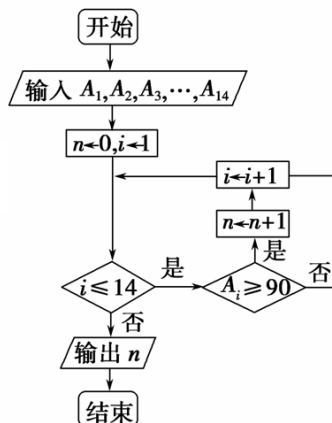 开始
输入 A₁,A₂,A₃,⋯,A₁₄
n←0,i←1
i←i+1
n←n+1
是
是
i≤14
Aᵢ≥90
否
否
输出 n
结束